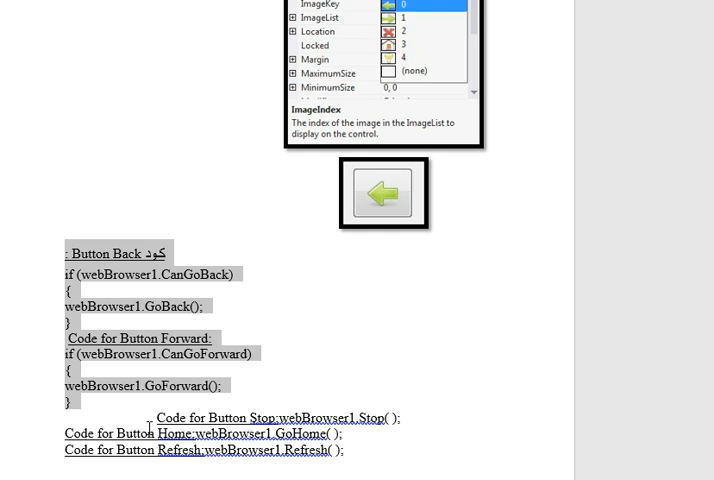 ImageKey 0
ImageList 1
Location 2
Locked 3
Margin 4
MaximumSize (none)
MinimumSize 0, 0
ImageIndex
The index of the image in the ImageList to
display on the control.
: Button Back كود
if (webBrowser1.CanGoBack)
{
webBrowser1.GoBack();
}
Code for Button Forward:
if (webBrowser1.CanGoForward)
{
webBrowser1.GoForward();
}
Code for Button Stop:webBrowser1.Stop( );
Code for Button Home:webBrowser1.GoHome( );
Code for Button Refresh:webBrowser1.Refresh( );